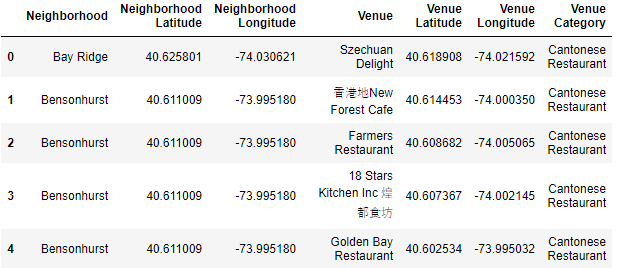 Neighborhood Neighborhood Latitude Neighborhood Longitude Venue Venue Latitude Venue Longitude Venue Category
0 Bay Ridge 40.625801 -74.030621 Szechuan Delight 40.618908 -74.021592 Cantonese Restaurant
1 Bensonhurst 40.611009 -73.995180 香港地New Forest Cafe 40.614453 -74.000350 Cantonese Restaurant
2 Bensonhurst 40.611009 -73.995180 Farmers Restaurant 40.608682 -74.005065 Cantonese Restaurant
3 Bensonhurst 40.611009 -73.995180 18 Stars Kitchen Inc 煌都食坊 40.607367 -74.002145 Cantonese Restaurant
4 Bensonhurst 40.611009 -73.995180 Golden Bay Restaurant 40.602534 -73.995032 Cantonese Restaurant